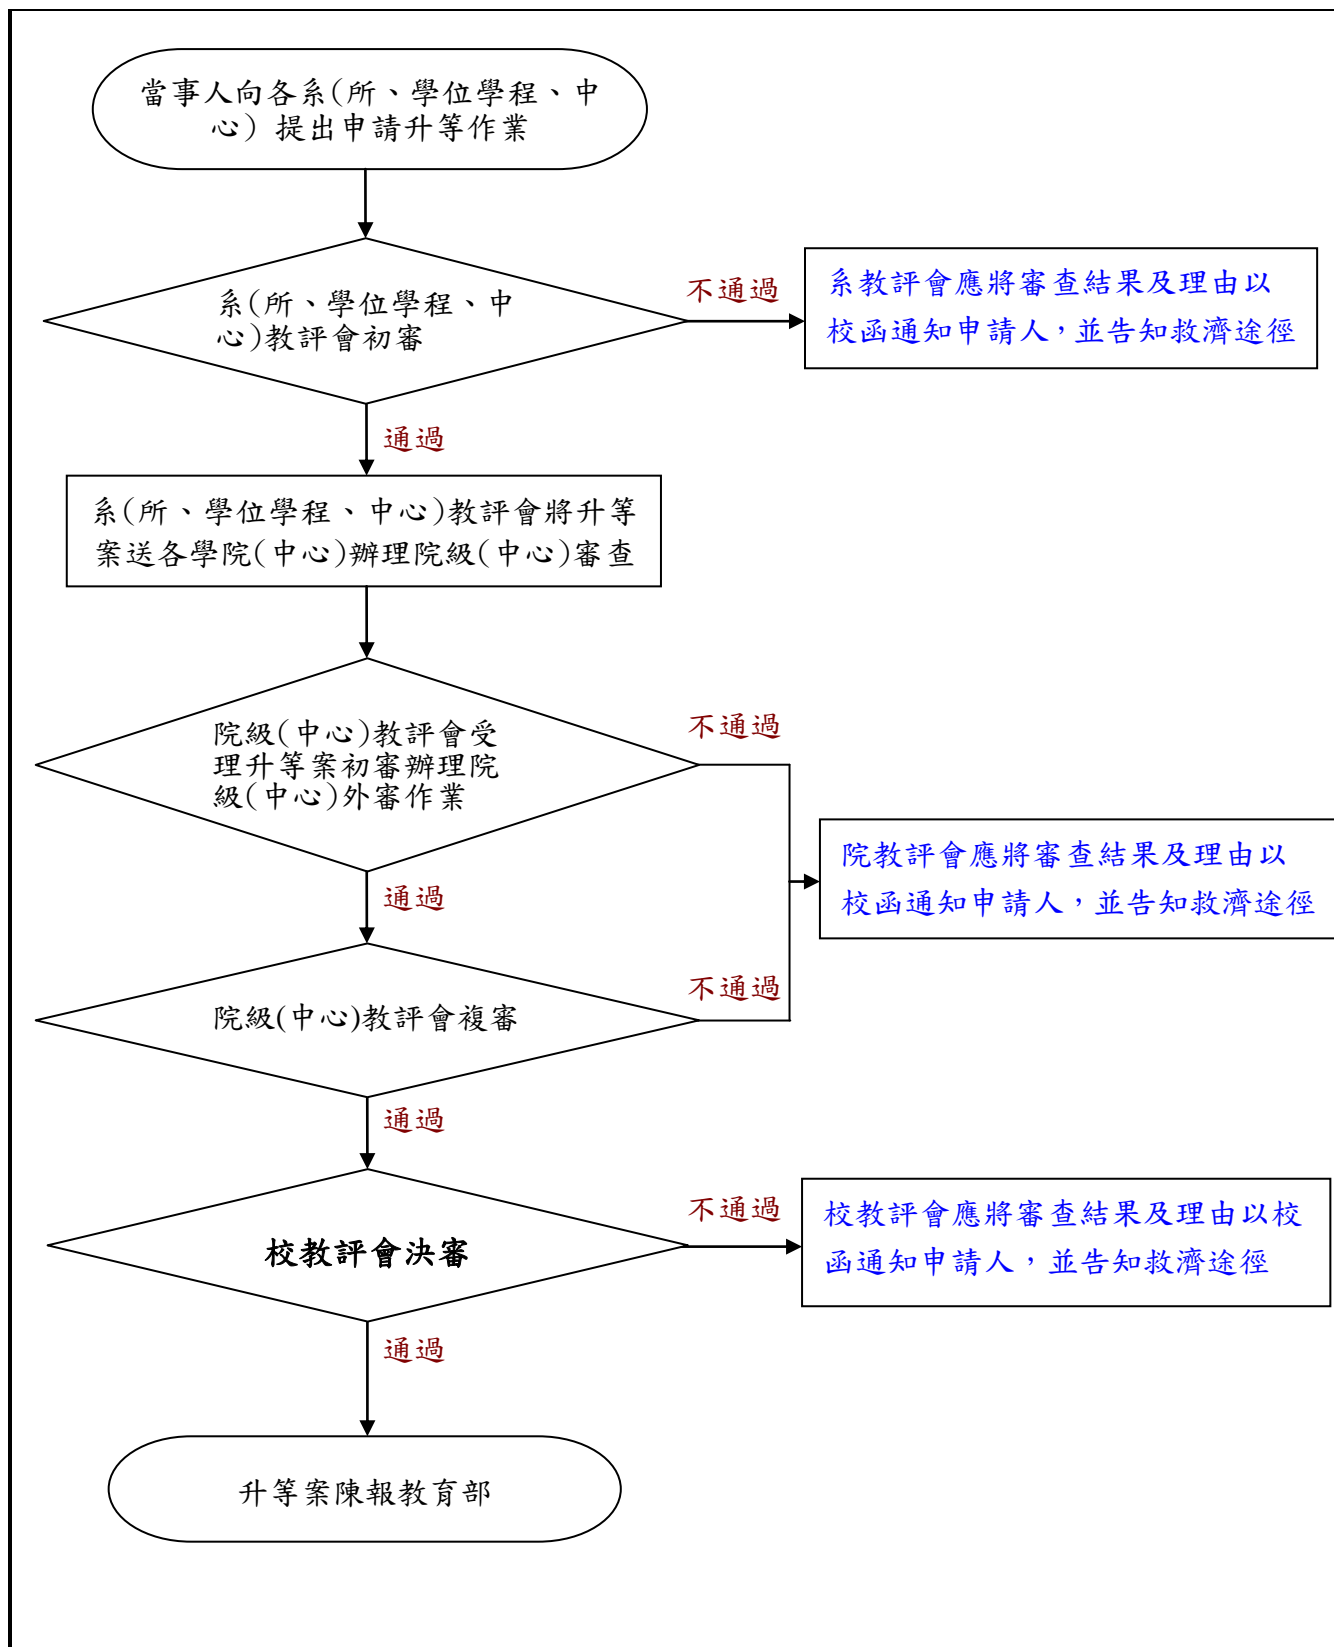 當事人向各系(所、學位學程、中
心) 提出申請升等作業
系(所、學位學程、中
心)教評會初審
不通過
系教評會應將審查結果及理由以
校函通知申請人，並告知救濟途徑
通過
系(所、學位學程、中心)教評會將升等
案送各學院(中心)辦理院級(中心)審查
院級(中心)教評會受
理升等案初審辦理院
級(中心)外審作業
不通過
院教評會應將審查結果及理由以
校函通知申請人，並告知救濟途徑
通過
院級(中心)教評會複審
不通過
通過
校教評會決審
不通過
校教評會應將審查結果及理由以校
函通知申請人，並告知救濟途徑
通過
升等案陳報教育部